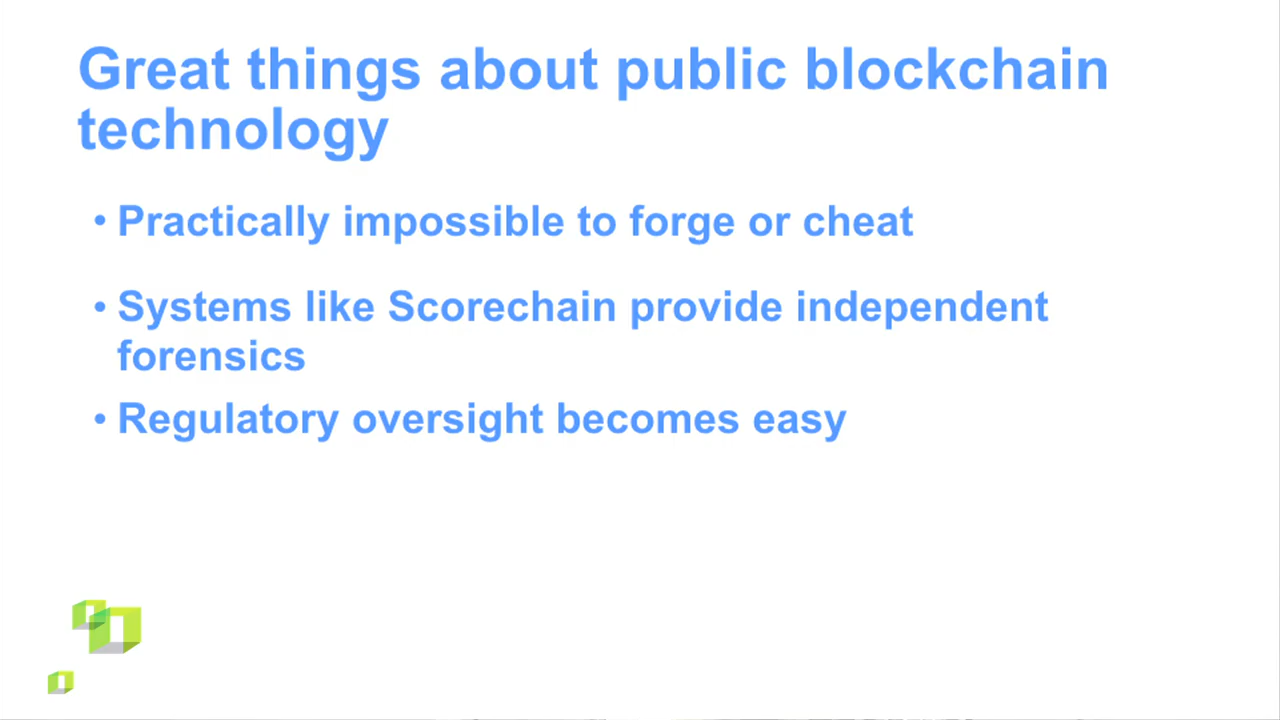 Great things about public blockchain
technology
• Practically impossible to forge or cheat
• Systems like Scorechain provide independent
forensics
• Regulatory oversight becomes easy